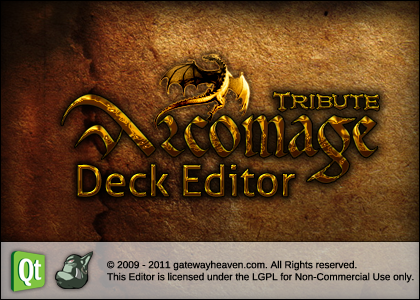 TRIBUTE
Arcomage
Deck Editor
Qt
© 2009 - 2011 gatewayheaven.com. All Rights reserved.
This Editor is licensed under the LGPL for Non-Commercial Use only.